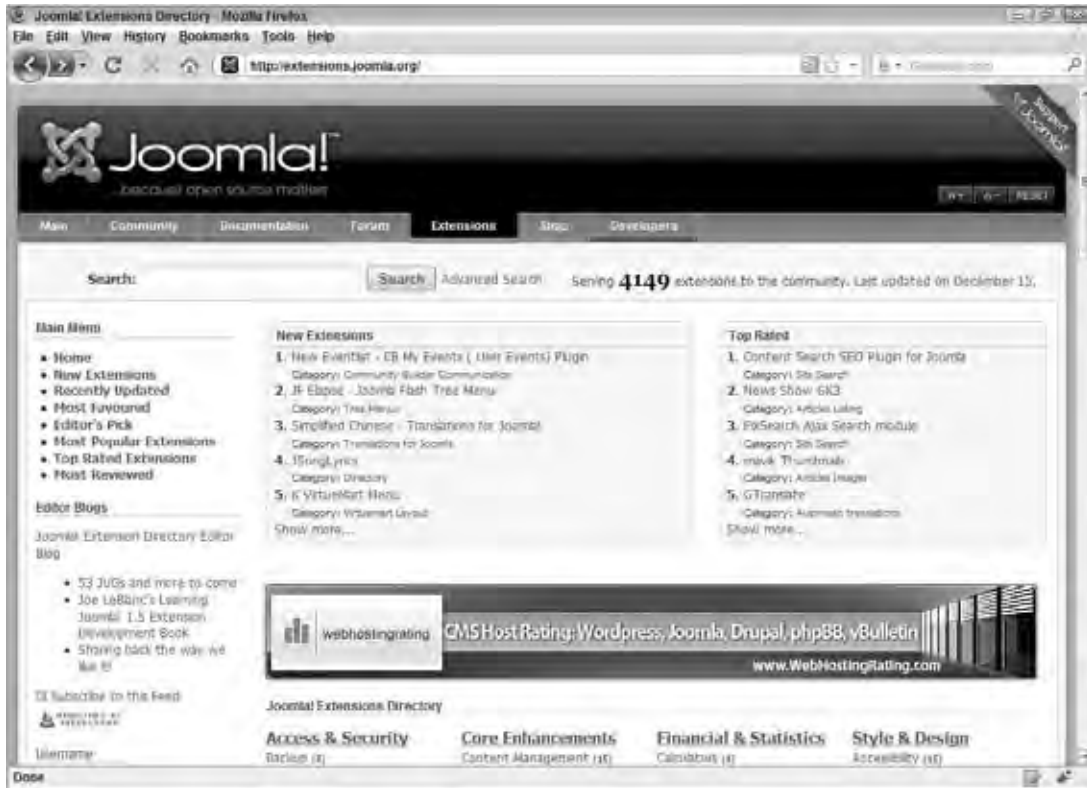 Joomla! Extensions Directory - Mozilla Firefox
File Edit View History Bookmarks Tools Help
http://extensions.joomla.org/
Support Joomla!
Joomla!™
...because open source matters
A+ A- RESET
Main Community Documentation Forum Extensions Shop Developers
Search: Search Advanced Search Serving 4149 extensions to the community. Last updated on December 15.
Main Menu
Home
New Extensions
Recently Updated
Most Favoured
Editor's Pick
Most Popular Extensions
Top Rated Extensions
Most Reviewed
Editor Blogs
Joomla! Extension Directory Editor
Blog
53 JUGs and more to come
Joe LeBlanc's Learning
Joomla! 1.5 Extension
Development Book
Sharing back the way we
like it!
Subscribe to this Feed
Username
New Extensions
1. New Eventlist - CB My Events ( User Events) Plugin
Category: Community Builder Communication
2. JF - Joomla Flash Tree Menu
Category: Tree Menus
3. Simplified Chinese - Translations for Joomla!
Category: Translations for Joomla
4. JSongLyrics
Category: Directory
5. VirtueMart Menu
Category: Virtuemart Layout
Show more...
Top Rated
1. Content Search SEO Plugin for Joomla
Category: Site Search
2. News Show GK3
Category: Articles Listing
3. PixSearch Ajax Search module
Category: Site Search
4. mavik Thumbnails
Category: Articles Images
5. GTranslate
Category: Automatic translations
Show more...
webhostingrating
CMS Host Rating: Wordpress, Joomla, Drupal, phpBB, vBulletin
www.WebHostingRating.com
Joomla! Extensions Directory
Access & Security Core Enhancements Financial & Statistics Style & Design
Backup Content Management Calculators Accessibility
Done